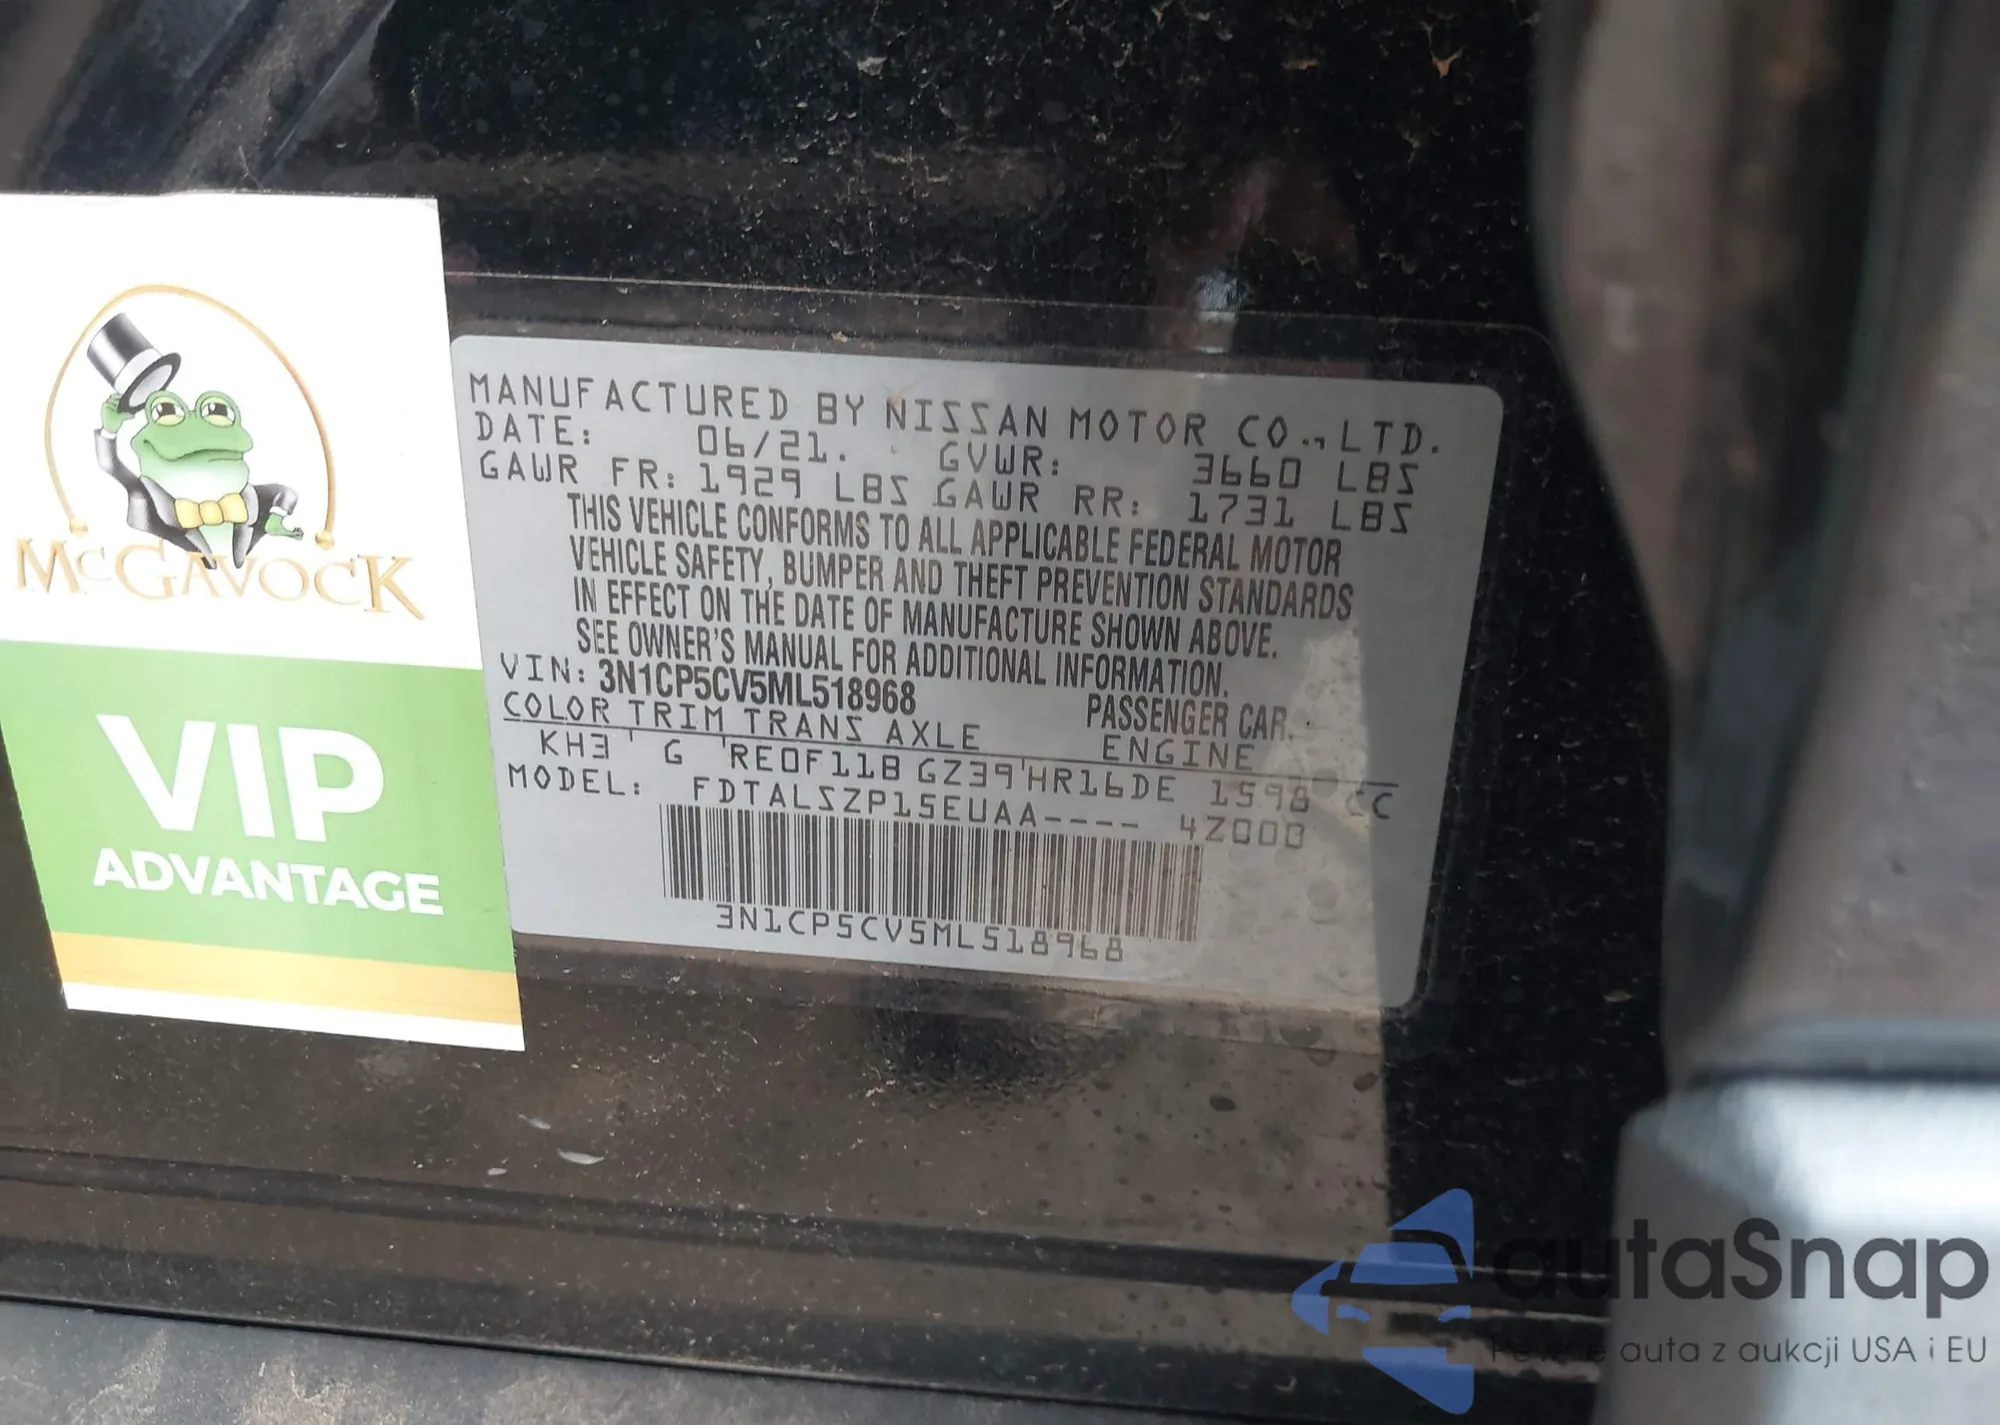 McGAVOCK
VIP
ADVANTAGE
MANUFACTURED BY NISSAN MOTOR CO., LTD.
DATE: 06/21. GVWR: 3660 LBS
GAWR FR: 1929 LBS GAWR RR: 1731 LBS
THIS VEHICLE CONFORMS TO ALL APPLICABLE FEDERAL MOTOR
VEHICLE SAFETY, BUMPER AND THEFT PREVENTION STANDARDS
IN EFFECT ON THE DATE OF MANUFACTURE SHOWN ABOVE.
SEE OWNER'S MANUAL FOR ADDITIONAL INFORMATION.
VIN: 3N1CP5CV5ML518968 PASSENGER CAR.
COLOR TRIM TRANS AXLE ENGINE
KH3 G RE0F11B GZ39 HR16DE 1598 CC
MODEL: FDTALSZP15EUAA---- 4Z000
3N1CP5CV5ML518968
autaSnap
Pewne auta z aukcji USA i EU